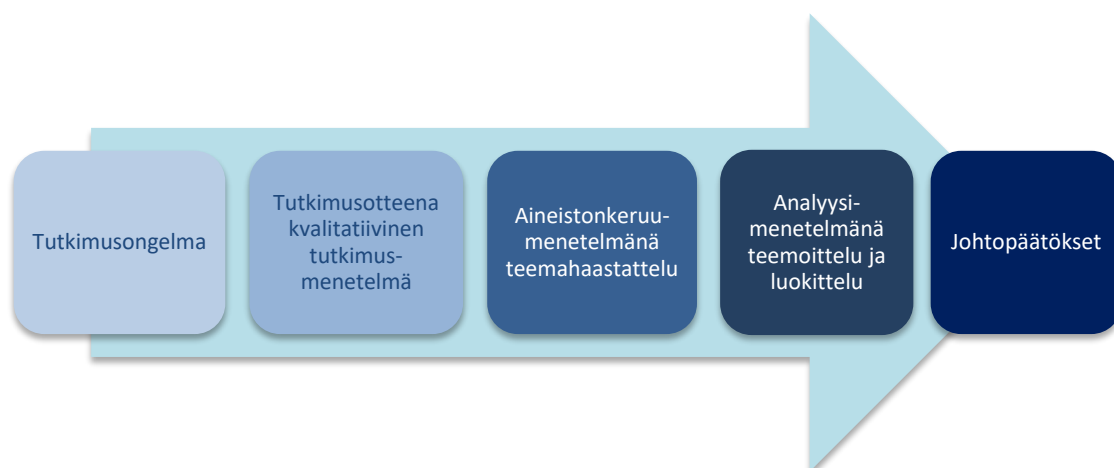 Tutkimusongelma
Tutkimusotteena
kvalitatiivinen
tutkimus-
menetelmä
Aineistonkeruu-
menetelmänä
teemahaastattelu
Analyysi-
menetelmänä
teemoittelu ja
luokittelu
Johtopäätökset